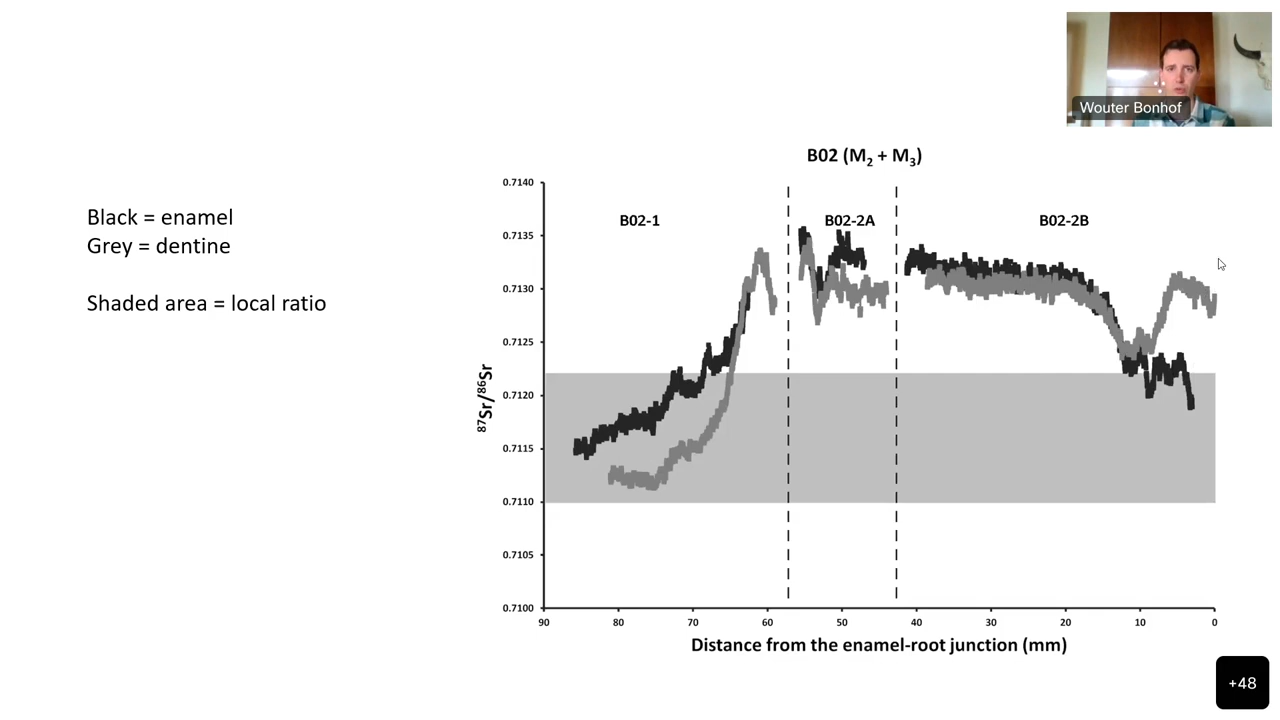 Wouter Bonhof
B02 (M₂ + M₃)
Black = enamel
Grey = dentine
Shaded area = local ratio
B02-1
B02-2A
B02-2B
⁸⁷Sr/⁸⁶Sr
0.7140
0.7135
0.7130
0.7125
0.7120
0.7115
0.7110
0.7105
0.7100
90 80 70 60 50 40 30 20 10 0
Distance from the enamel-root junction (mm)
+48